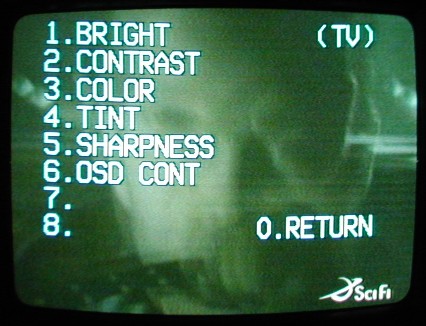 1.BRIGHT (TV)
2.CONTRAST
3.COLOR
4.TINT
5.SHARPNESS
6.OSD CONT
7.
8. 0.RETURN
SCIFI